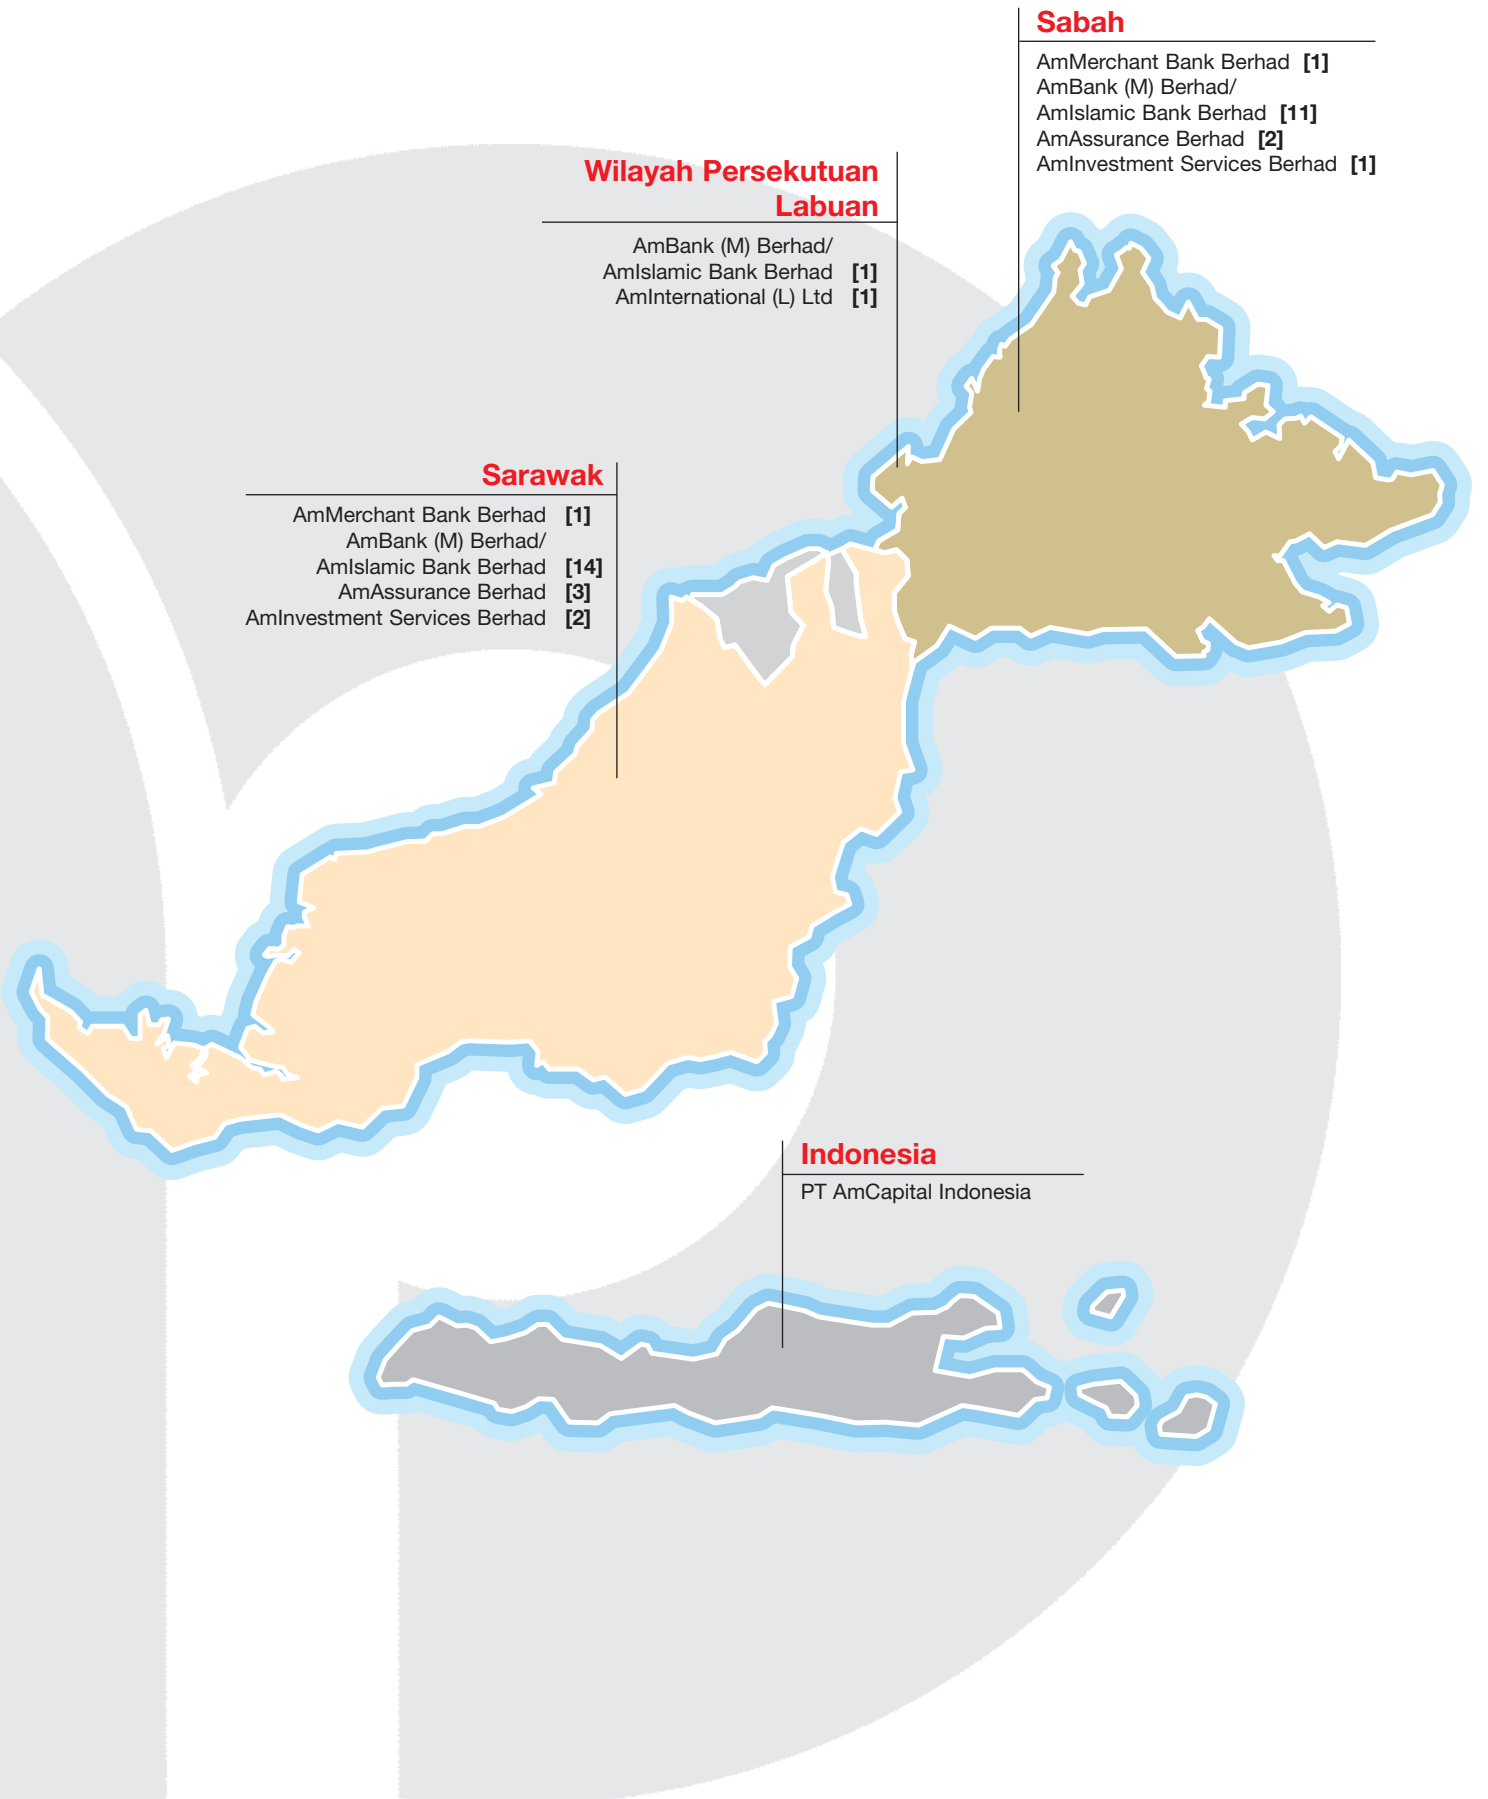 Sabah
AmMerchant Bank Berhad [1]
AmBank (M) Berhad/
AmIslamic Bank Berhad [11]
AmAssurance Berhad [2]
AmInvestment Services Berhad [1]
Wilayah Persekutuan
Labuan
AmBank (M) Berhad/
AmIslamic Bank Berhad [1]
AmInternational (L) Ltd [1]
Sarawak
AmMerchant Bank Berhad [1]
AmBank (M) Berhad/
AmIslamic Bank Berhad [14]
AmAssurance Berhad [3]
AmInvestment Services Berhad [2]
Indonesia
PT AmCapital Indonesia